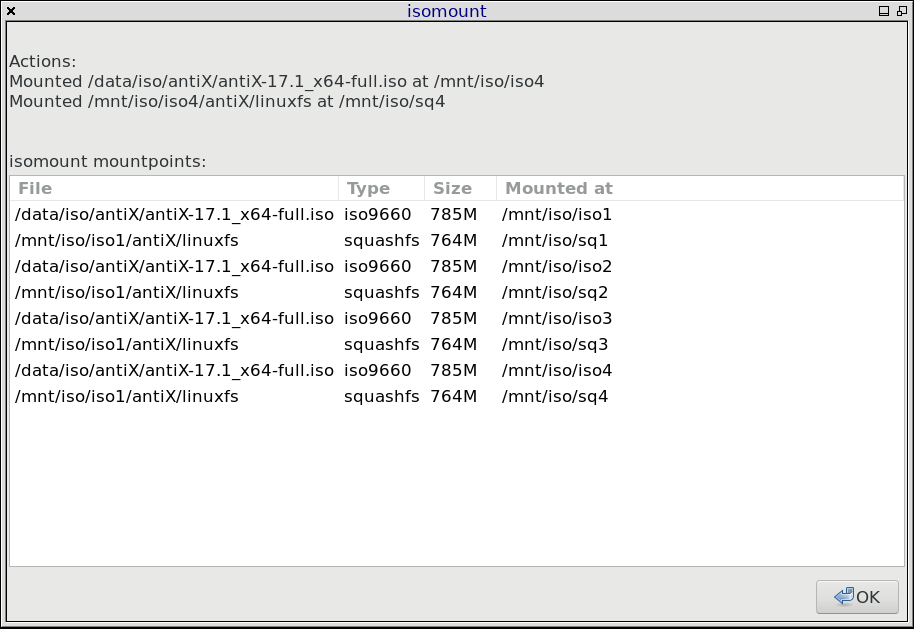 isomount
Actions:
Mounted /data/iso/antiX/antiX-17.1_x64-full.iso at /mnt/iso/iso4
Mounted /mnt/iso/iso4/antiX/linuxfs at /mnt/iso/sq4
isomount mountpoints:
File Type Size Mounted at
/data/iso/antiX/antiX-17.1_x64-full.iso iso9660 785M /mnt/iso/iso1
/mnt/iso/iso1/antiX/linuxfs squashfs 764M /mnt/iso/sq1
/data/iso/antiX/antiX-17.1_x64-full.iso iso9660 785M /mnt/iso/iso2
/mnt/iso/iso1/antiX/linuxfs squashfs 764M /mnt/iso/sq2
/data/iso/antiX/antiX-17.1_x64-full.iso iso9660 785M /mnt/iso/iso3
/mnt/iso/iso1/antiX/linuxfs squashfs 764M /mnt/iso/sq3
/data/iso/antiX/antiX-17.1_x64-full.iso iso9660 785M /mnt/iso/iso4
/mnt/iso/iso1/antiX/linuxfs squashfs 764M /mnt/iso/sq4
OK